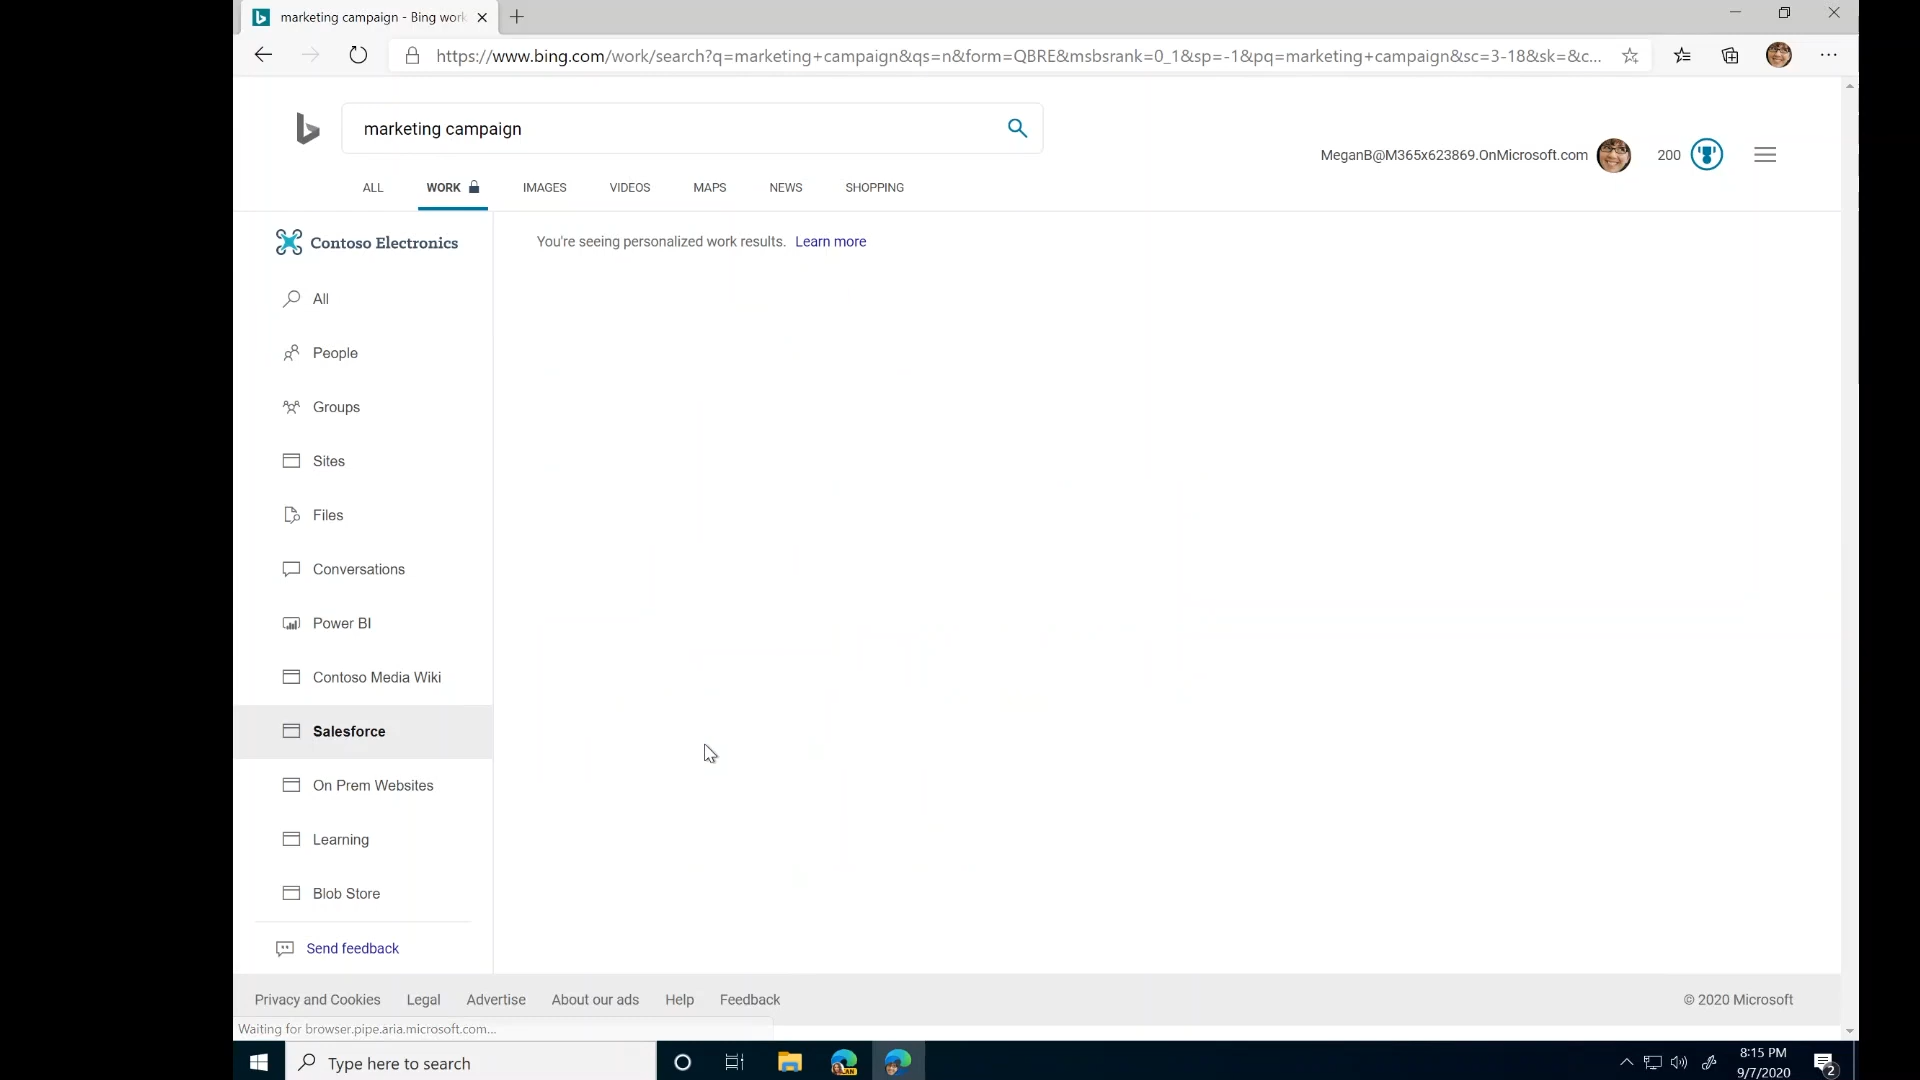 marketing campaign - Bing work
https://www.bing.com/work/search?q=marketing+campaign&qs=n&form=QBRE&msbsrank=0_1&sp=-1&pq=marketing+campaign&sc=3-18&sk=&c...
marketing campaign
MeganB@M365x623869.OnMicrosoft.com 200
ALL WORK IMAGES VIDEOS MAPS NEWS SHOPPING
Contoso Electronics
You're seeing personalized work results. Learn more
All
People
Groups
Sites
Files
Conversations
Power BI
Contoso Media Wiki
Salesforce
On Prem Websites
Learning
Blob Store
Send feedback
Privacy and Cookies Legal Advertise About our ads Help Feedback © 2020 Microsoft
Waiting for browser.pipe.aria.microsoft.com...
Type here to search
8:15 PM
9/7/2020
2